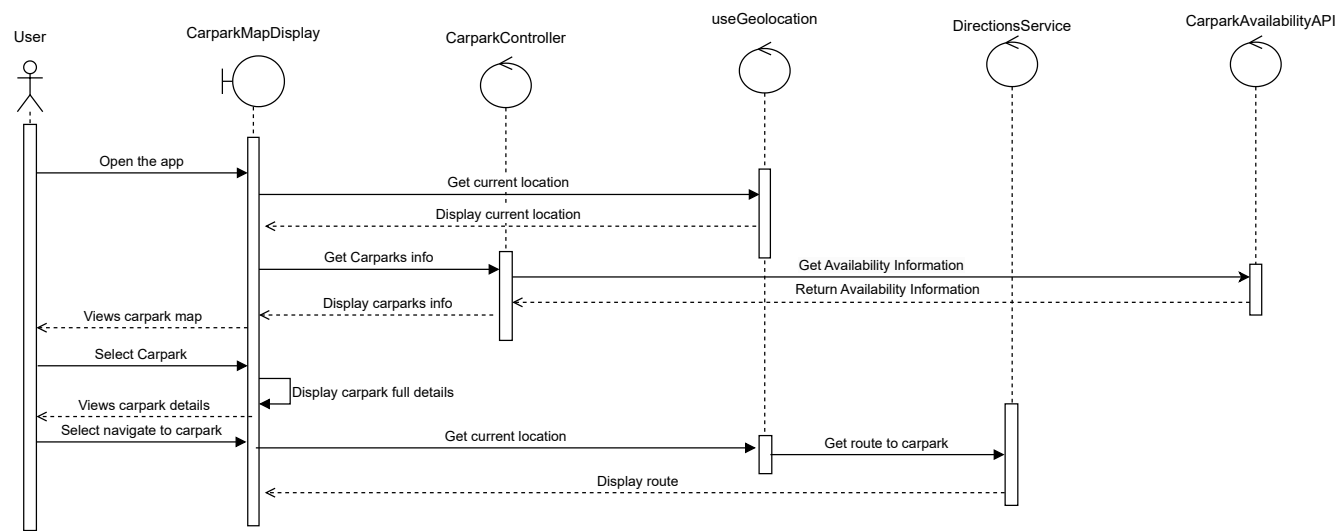 User
CarparkMapDisplay
CarparkController
useGeolocation
DirectionsService
CarparkAvailabilityAPI
Open the app
Get current location
Display current location
Get Carparks info
Get Availability Information
Return Availability Information
Display carparks info
Views carpark map
Select Carpark
Display carpark full details
Views carpark details
Select navigate to carpark
Get current location
Get route to carpark
Display route